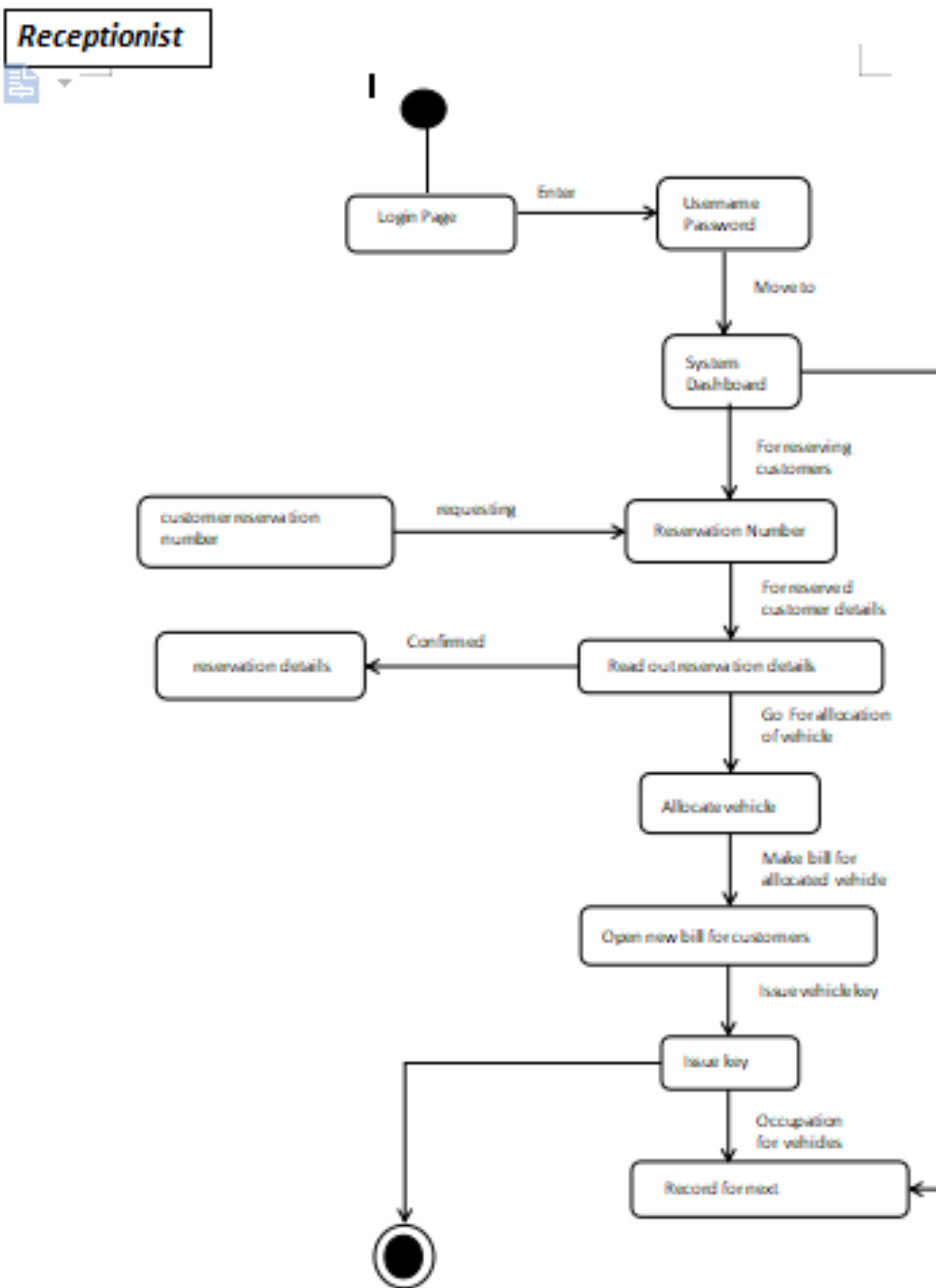 Receptionist
Login Page
Enter
Username
Password
Move to
System
Dashboard
For reserving
customers
customer reservation
number
requesting
Reservation Number
For reserved
customer details
reservation details
Confirmed
Read out reservation details
Go For allocation
of vehicle
Allocate vehicle
Make bill for
allocated vehicle
Open new bill for customers
Issue vehicle key
Issue key
Occupation
for vehicles
Record for next